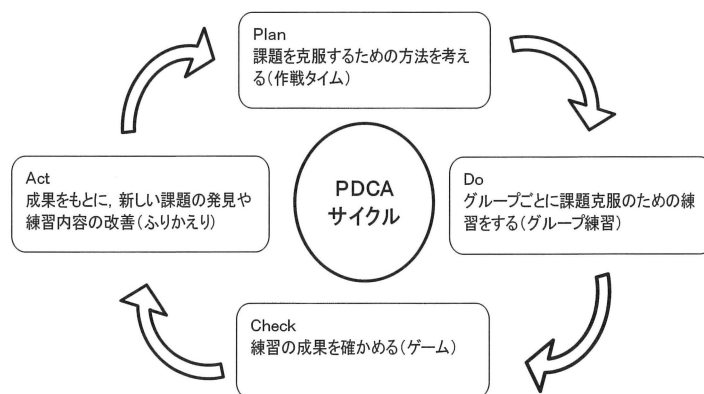 Plan
課題を克服するための方法を考え
る(作戦タイム)
Act
成果をもとに, 新しい課題の発見や
練習内容の改善(ふりかえり)
PDCA
サイクル
Do
グループごとに課題克服のための練
習をする(グループ練習)
Check
練習の成果を確かめる(ゲーム)